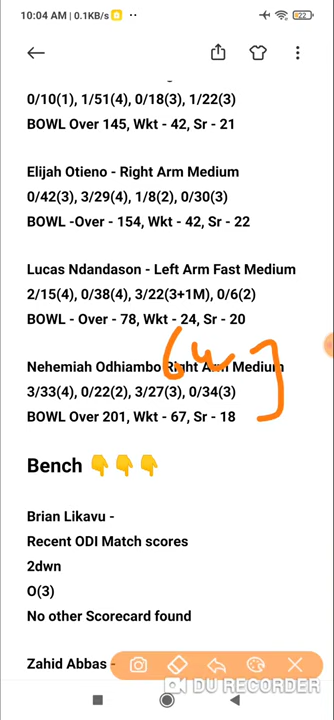 10:04 AM | 0.1KB/s
22
0/10(1), 1/51(4), 0/18(3), 1/22(3)
BOWL Over 145, Wkt - 42, Sr - 21
Elijah Otieno - Right Arm Medium
0/42(3), 3/29(4), 1/8(2), 0/30(3)
BOWL -Over - 154, Wkt - 42, Sr - 22
Lucas Ndandason - Left Arm Fast Medium
2/15(4), 0/38(4), 3/22(3+1M), 0/6(2)
BOWL - Over - 78, Wkt - 24, Sr - 20
Nehemiah Odhiambo Right Arm Medium
3/33(4), 0/22(2), 3/27(3), 0/34(3)
BOWL Over 201, Wkt - 67, Sr - 18
Bench 👇👇👇
Brian Likavu -
Recent ODI Match scores
2dwn
O(3)
No other Scorecard found
Zahid Abbas -
DU RECORDER